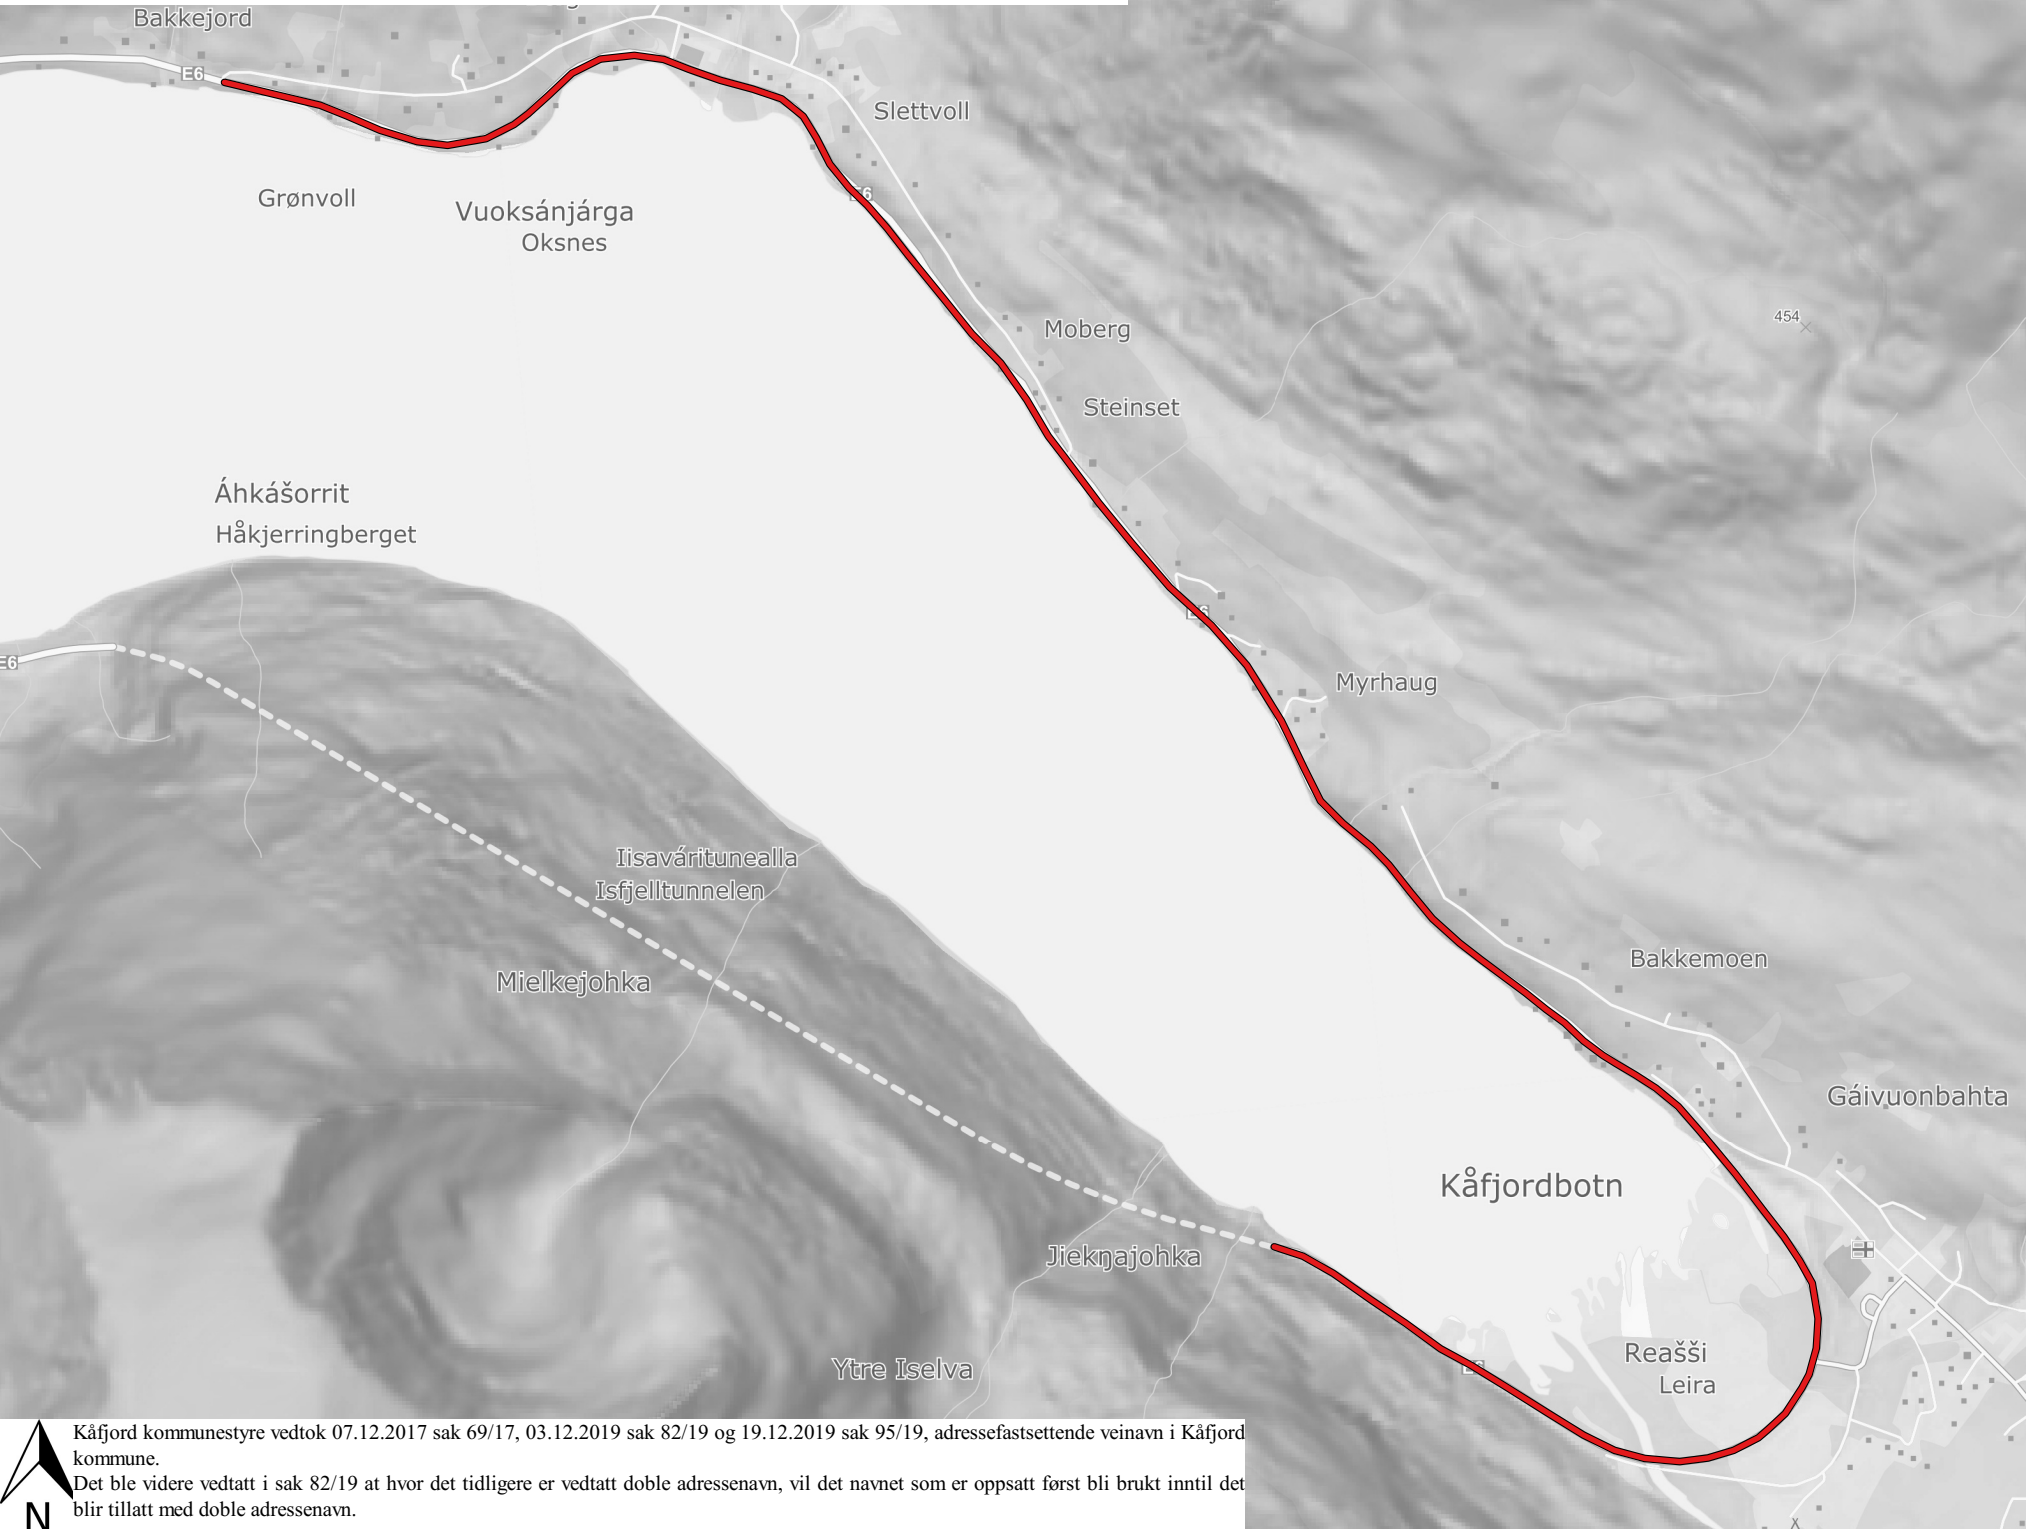 Bakkejord
E6
Slettvoll
E6
Grønvoll
Vuoksánjárga
Oksnes
454
Moberg
Steinset
Áhkášorrit
Håkjerringberget
E6
E6
Myrhaug
Iisavárituneálla
Isfjelltunnelen
Bakkemoen
Mielkejohka
Gáivuonbahta
Kåfjordbotn
Jiekŋajohka
Reašši
Ytre Iselva
Leira
Kåfjord kommunestyre vedtok 07.12.2017 sak 69/17, 03.12.2019 sak 82/19 og 19.12.2019 sak 95/19, adressefastsettende veinavn i Kåfjord
kommune.
Det ble videre vedtatt i sak 82/19 at hvor det tidligere er vedtatt doble adressenavn, vil det navnet som er oppsatt først bli brukt inntil det
blir tillatt med doble adressenavn.
N